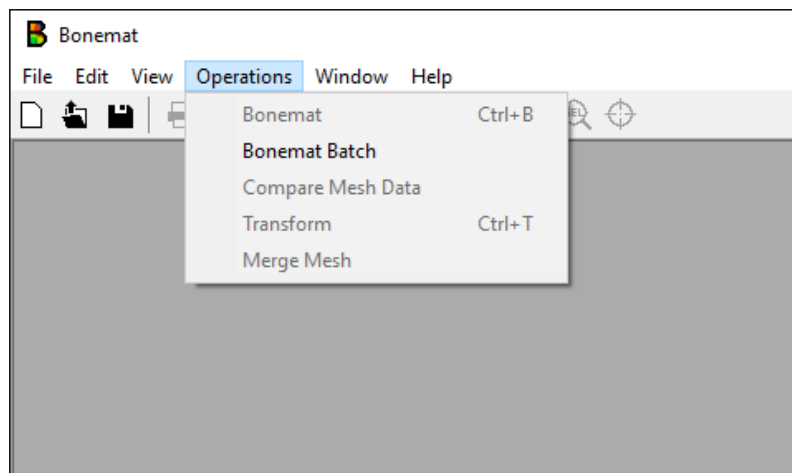 Bonemat
File Edit View Operations Window Help
Bonemat Ctrl+B
Bonemat Batch
Compare Mesh Data
Transform Ctrl+T
Merge Mesh